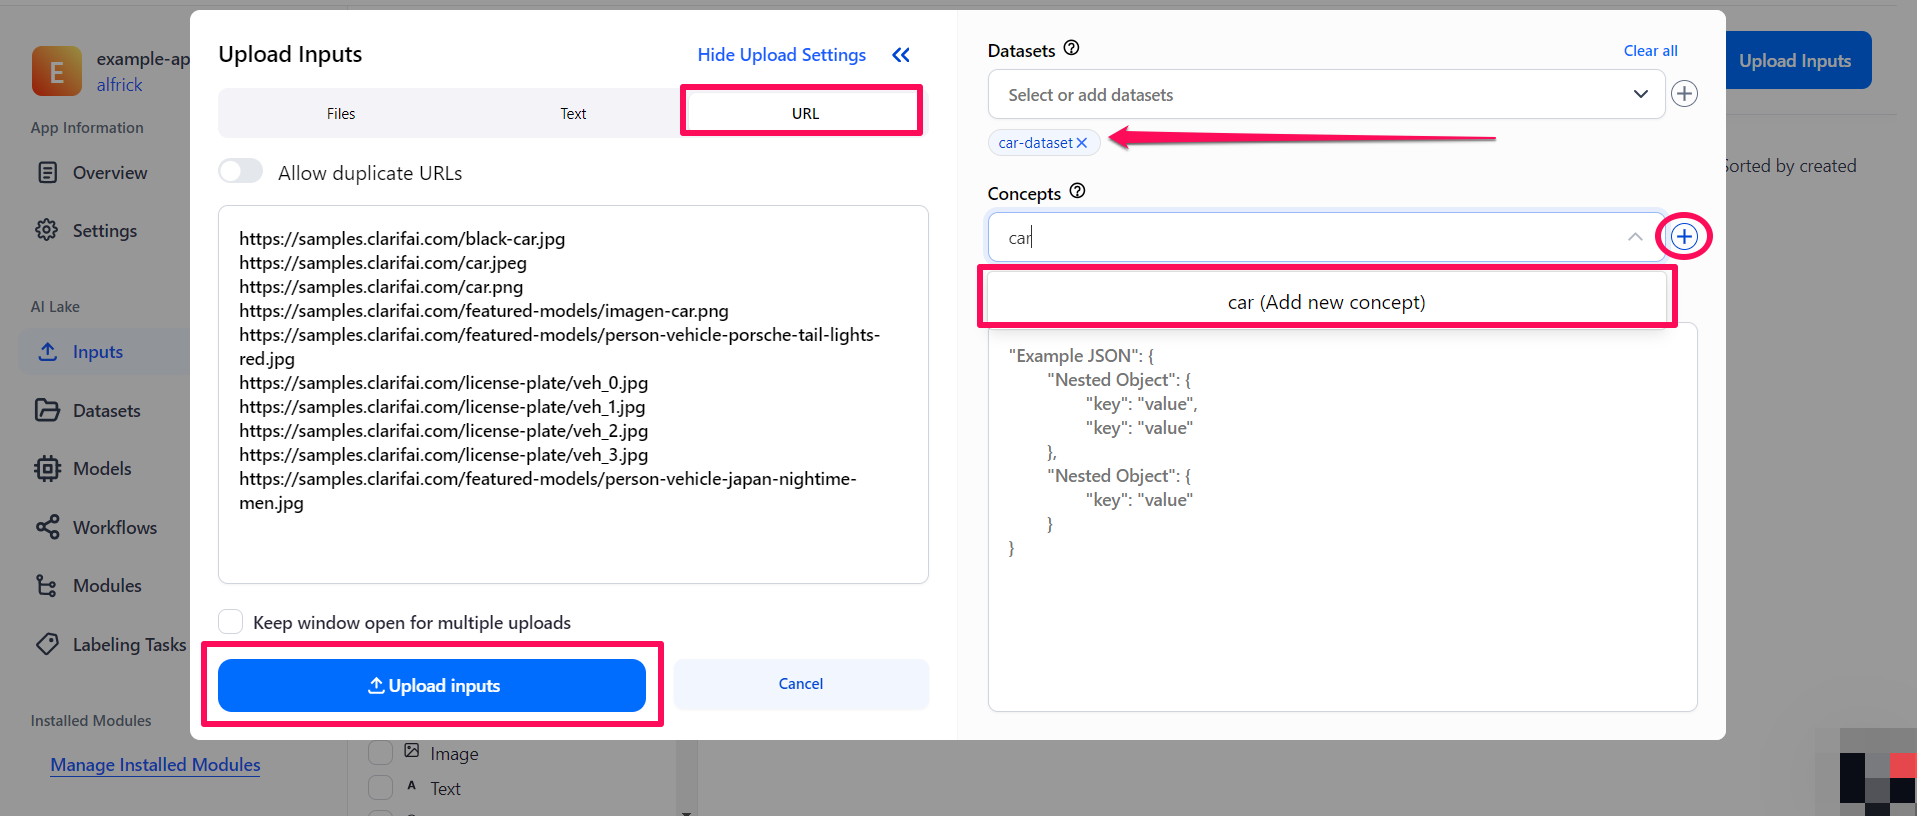 E
example-ap
alfrick
App Information
Overview
Settings
AI Lake
Inputs
Datasets
Models
Workflows
Modules
Labeling Tasks
Installed Modules
Manage Installed Modules
Upload Inputs
Hide Upload Settings
Files
Text
URL
Allow duplicate URLs
https://samples.clarifai.com/black-car.jpg
https://samples.clarifai.com/car.jpeg
https://samples.clarifai.com/car.png
https://samples.clarifai.com/featured-models/imagen-car.png
https://samples.clarifai.com/featured-models/person-vehicle-porsche-tail-lights-
red.jpg
https://samples.clarifai.com/license-plate/veh_0.jpg
https://samples.clarifai.com/license-plate/veh_1.jpg
https://samples.clarifai.com/license-plate/veh_2.jpg
https://samples.clarifai.com/license-plate/veh_3.jpg
https://samples.clarifai.com/featured-models/person-vehicle-japan-nightime-
men.jpg
Keep window open for multiple uploads
Upload inputs
Cancel
Image
A Text
Datasets
Clear all
Select or add datasets
car-dataset
Concepts
car
car (Add new concept)
"Example JSON": {
"Nested Object": {
"key": "value",
"key": "value"
},
"Nested Object": {
"key": "value"
}
}
Upload Inputs
Sorted by created